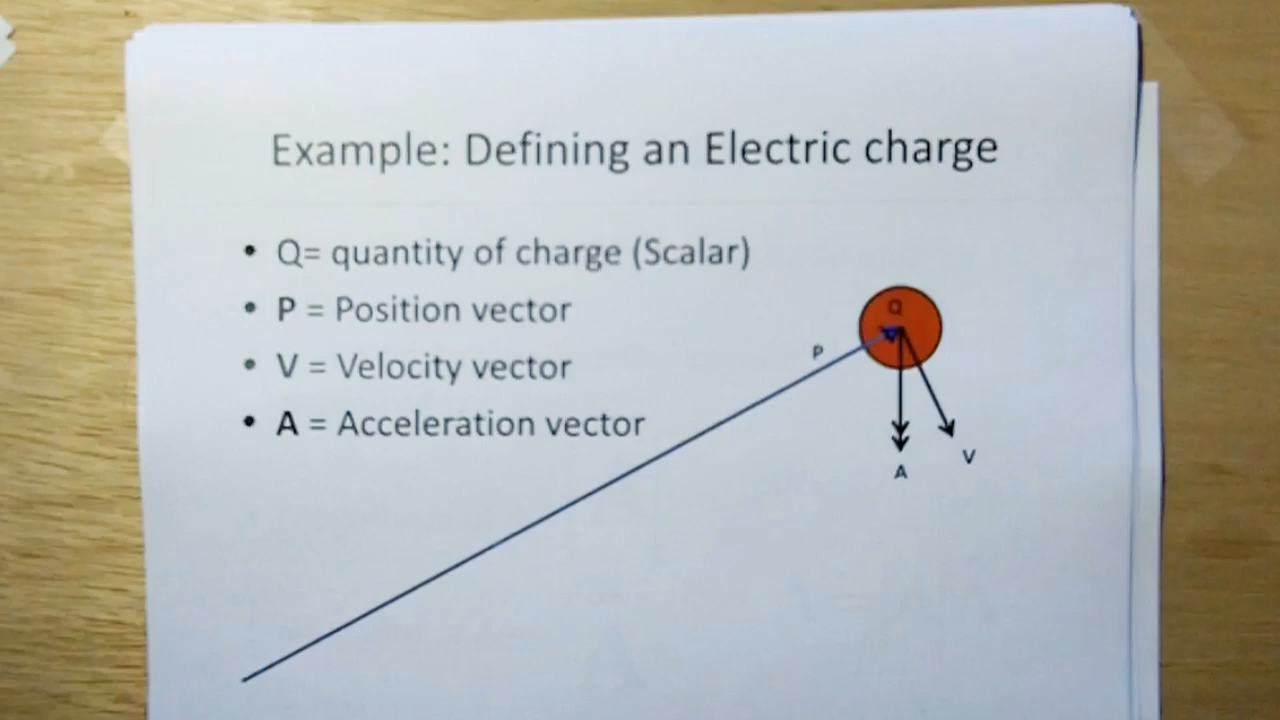 Example: Defining an Electric charge
• Q= quantity of charge (Scalar)
• P = Position vector
• V = Velocity vector
• A = Acceleration vector
Q
P
A
V